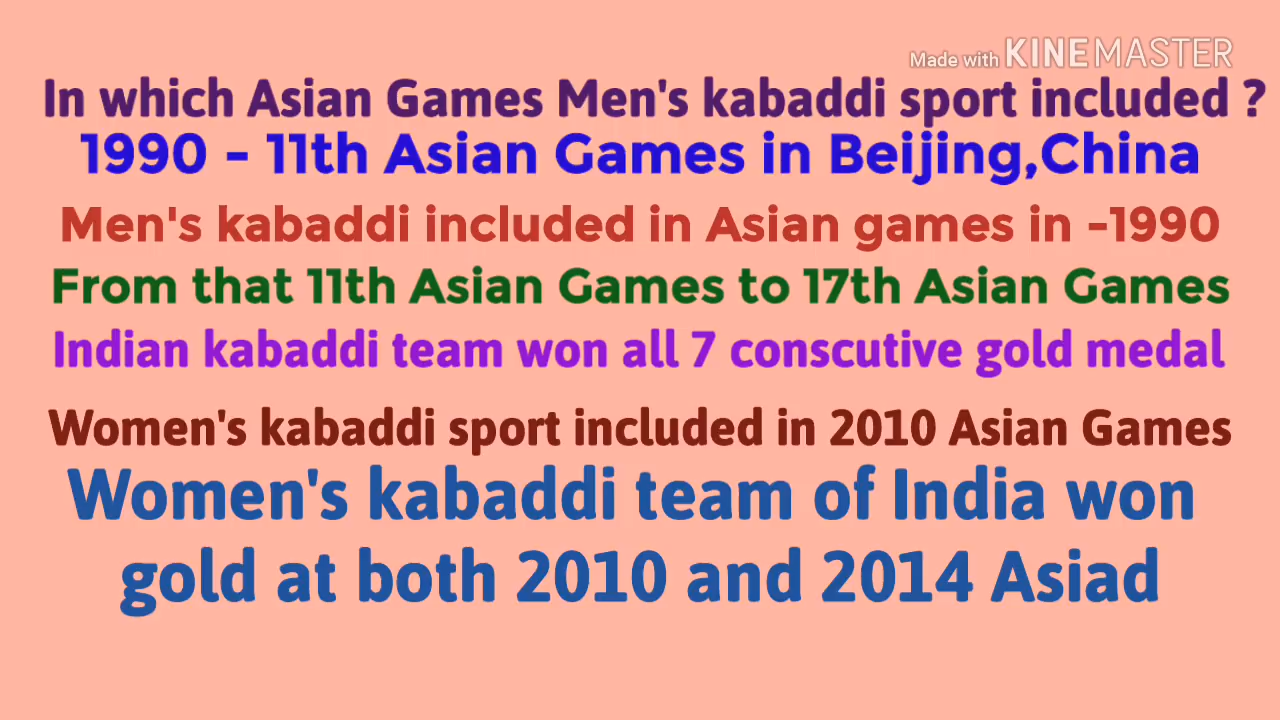 Made with KINEMASTER
In which Asian Games Men's kabaddi sport included ?
1990 - 11th Asian Games in Beijing,China
Men's kabaddi included in Asian games in -1990
From that 11th Asian Games to 17th Asian Games
Indian kabaddi team won all 7 conscutive gold medal
Women's kabaddi sport included in 2010 Asian Games
Women's kabaddi team of India won
gold at both 2010 and 2014 Asiad